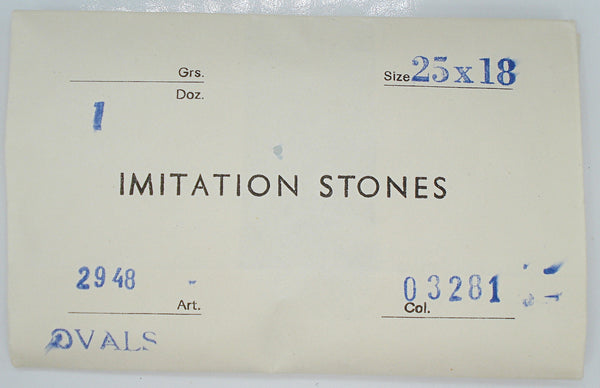 Grs.
Size 25x18
Doz.
1
IMITATION STONES
2948
Art.
03281
Col.
OVALS